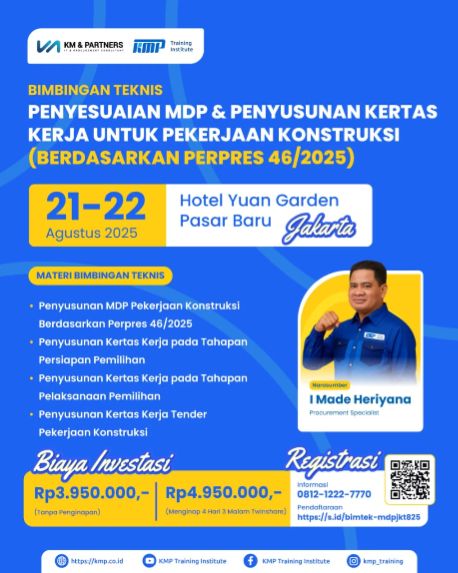 KM & PARTNERS
IT & PROCUREMENT CONSULTANT
KMP Training
Institute
BIMBINGAN TEKNIS
PENYESUAIAN MDP & PENYUSUNAN KERTAS
KERJA UNTUK PEKERJAAN KONSTRUKSI
(BERDASARKAN PERPRES 46/2025)
21-22
Agustus 2025
Hotel Yuan Garden
Pasar Baru Jakarta
MATERI BIMBINGAN TEKNIS
• Penyusunan MDP Pekerjaan Konstruksi
Berdasarkan Perpres 46/2025
• Penyusunan Kertas Kerja pada Tahapan
Persiapan Pemilihan
• Penyusunan Kertas Kerja pada Tahapan
Pelaksanaan Pemilihan
• Penyusunan Kertas Kerja Tender
Pekerjaan Konstruksi
KMP
Narasumber
I Made Heriyana
Procurement Specialist
Biaya Investasi
Rp3.950.000,-
(Tanpa Penginapan)
Rp4.950.000,-
(Menginap 4 Hari 3 Malam Twinshare)
Registrasi
Informasi
0812-1222-7770
Pendaftaraan
https://s.id/bimtek-mdpjkt825
https://kmp.co.id
KMP Training Institute
KMP Training Institute
kmp_training